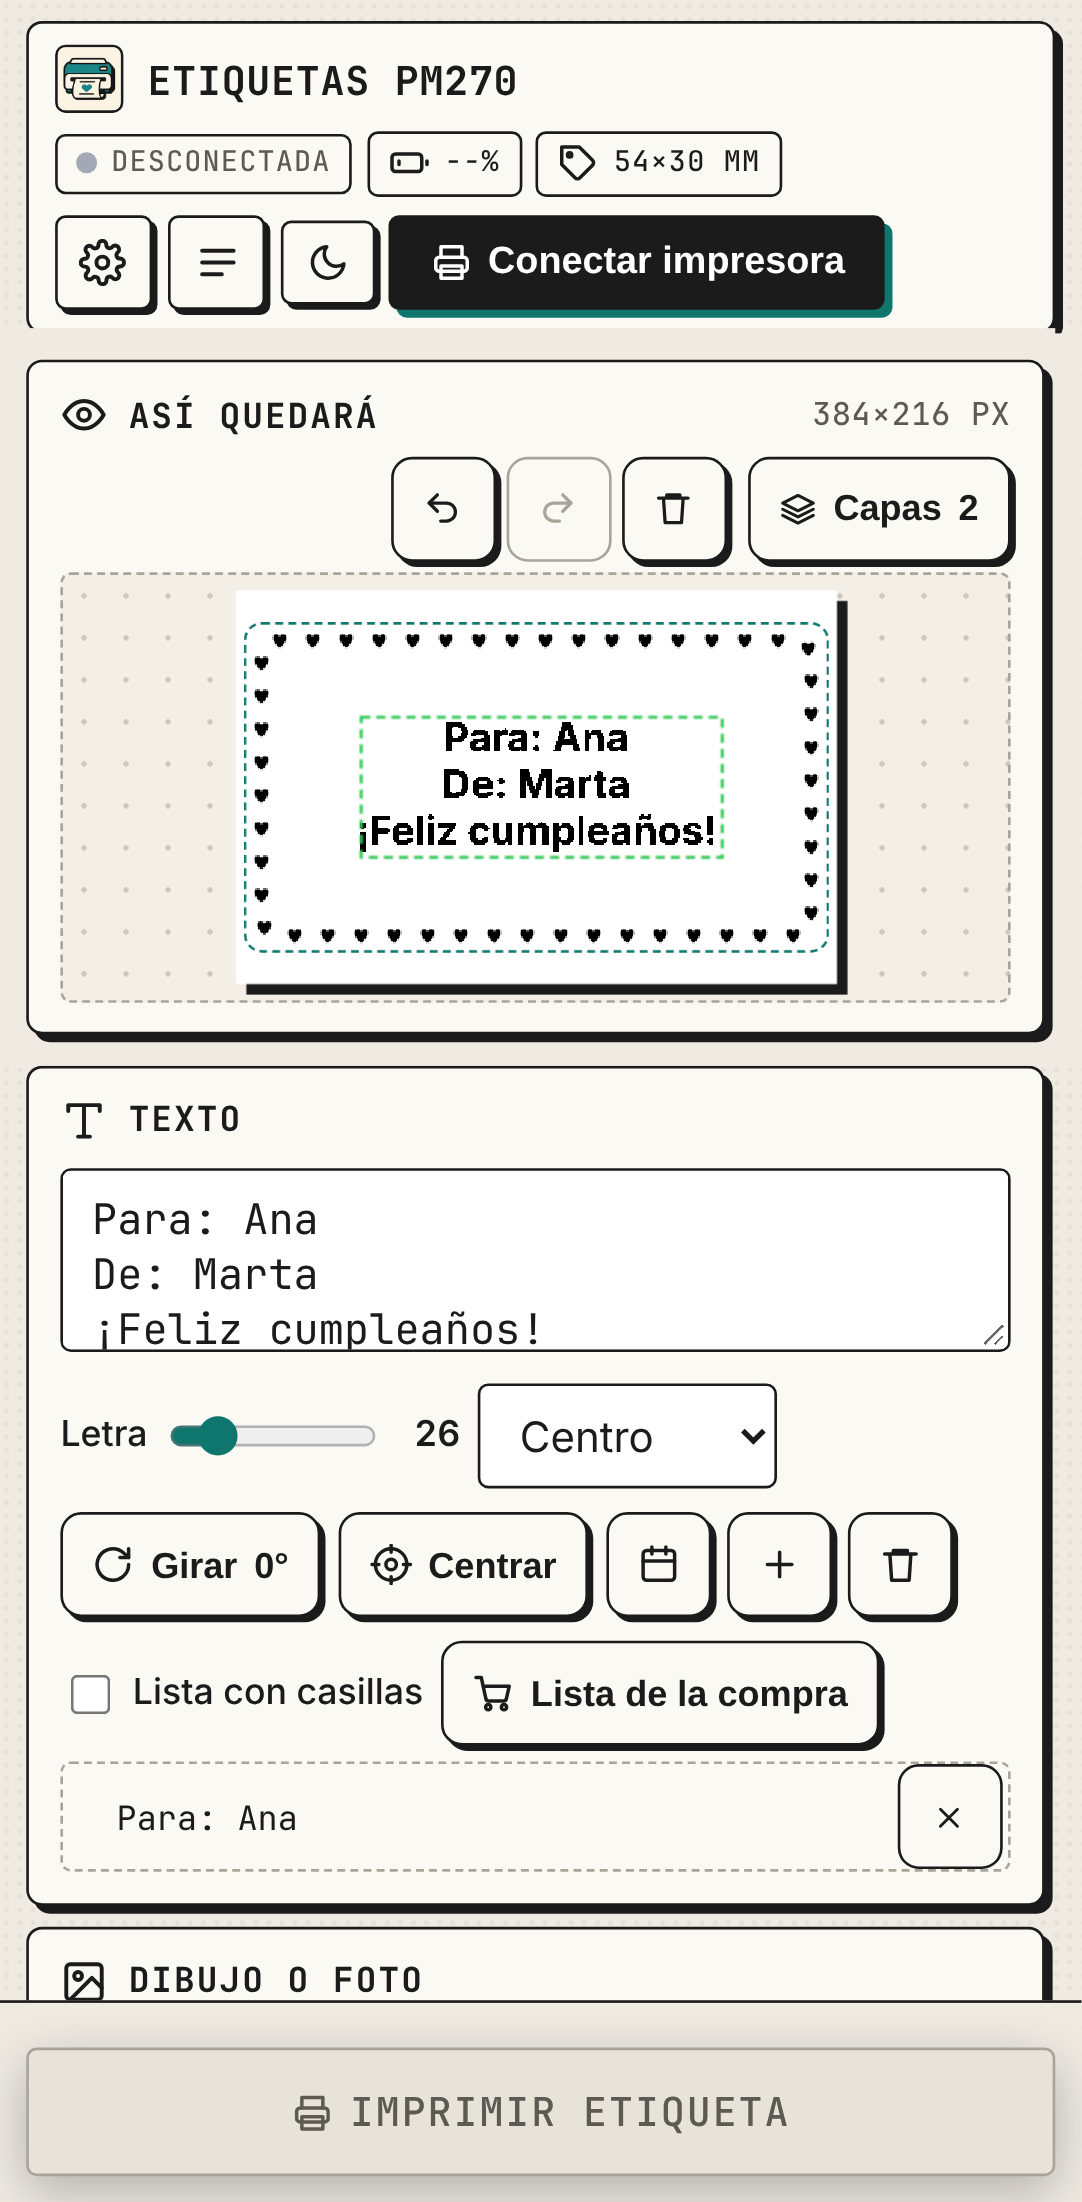 ETIQUETAS PM270
DESCONECTADA
--%
54×30 MM
Conectar impresora
ASÍ QUEDARÁ
384×216 PX
Capas 2
Para: Ana
De: Marta
¡Feliz cumpleaños!
TEXTO
Para: Ana
De: Marta
¡Feliz cumpleaños!
Letra
26
Centro
Girar 0°
Centrar
Lista con casillas
Lista de la compra
Para: Ana
DIBUJO O FOTO
IMPRIMIR ETIQUETA